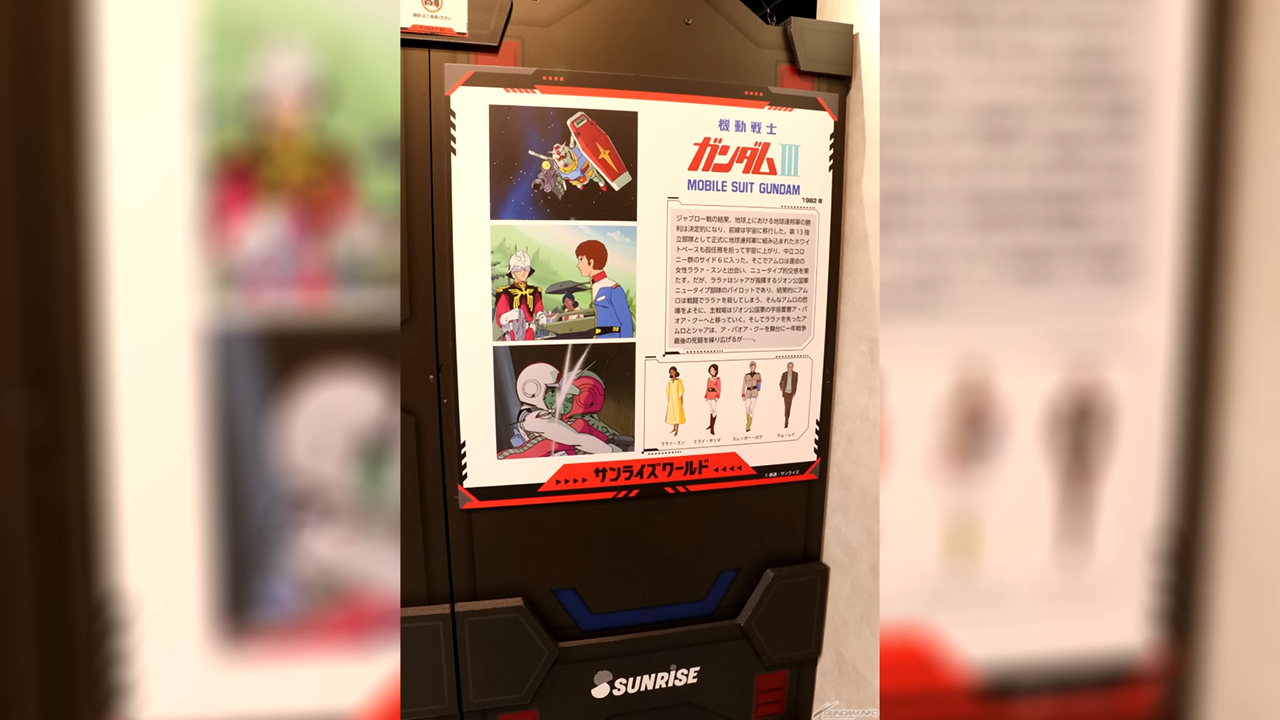 機動戦士
ガンダムIII
MOBILE SUIT GUNDAM
1982年
ジャブロー戦の結果、地球上における地球連邦軍の勝
利は決定的になり、前線は宇宙に移行した。第13独
立部隊として正式に地球連邦軍に組み込まれたホワイ
トベースも囮任務を担って宇宙に上がり、中立コロ
ニー群のサイド6に入った。そこでアムロは運命の
女性ララァ・スンと出会い、ニュータイプ的交感を果
たす。だが、ララァはシャアが指揮するジオン公国軍
ニュータイプ部隊のパイロットであり、結果的にアム
ロは戦闘でララァを殺してしまう。そんなアムロの悲
嘆をよそに、主戦場はジオン公国軍の宇宙要塞ア・バ
オア・クーへと移っていく。そしてララァを失ったア
ムロとシャアは、ア・バオア・クーを舞台に一年戦争
最後の死闘を繰り広げるが──。
ララァ・スン
ミライ・ヤシマ
スレッガー・ロウ
テム・レイ
サンライズワールド
© 創通・サンライズ
SUNRISE
GUNDAM.INFO